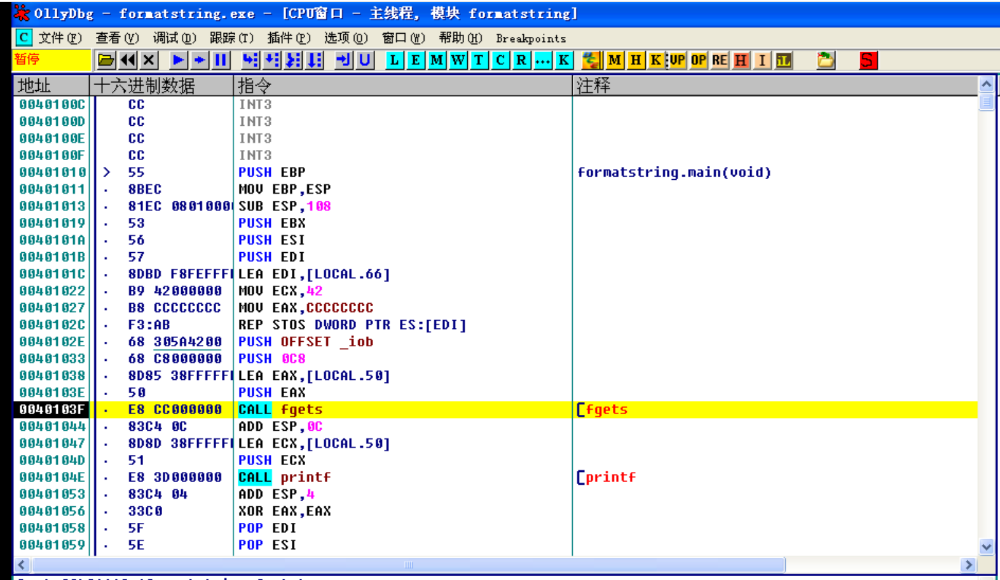 OllyDbg - formatstring.exe - [CPU窗口 - 主线程, 模块 formatstring]
C 文件(F) 查看(V) 调试(D) 跟踪(T) 插件(P) 选项(O) 窗口(W) 帮助(H) Breakpoints
暂停 L E M W T C R ... K M H K UP OP RE H I iL S
地址 十六进制数据 指令 注释
0040100C CC INT3
0040100D CC INT3
0040100E CC INT3
0040100F CC INT3
00401010 > 55 PUSH EBP formatstring.main(void)
00401011 . 8BEC MOV EBP,ESP
00401013 . 81EC 0801000 SUB ESP,108
00401019 . 53 PUSH EBX
0040101A . 56 PUSH ESI
0040101B . 57 PUSH EDI
0040101C . 8DBD F8FEFFF LEA EDI,[LOCAL.66]
00401022 . B9 42000000 MOV ECX,42
00401027 . B8 CCCCCCCC MOV EAX,CCCCCCCC
0040102C . F3:AB REP STOS DWORD PTR ES:[EDI]
0040102E . 68 305A4200 PUSH OFFSET _iob
00401033 . 68 C8000000 PUSH 0C8
00401038 . 8D85 38FFFFF LEA EAX,[LOCAL.50]
0040103E . 50 PUSH EAX
0040103F . E8 CC000000 CALL fgets [fgets
00401044 . 83C4 0C ADD ESP,0C
00401047 . 8D8D 38FFFFF LEA ECX,[LOCAL.50]
0040104D . 51 PUSH ECX
0040104E . E8 3D000000 CALL printf [printf
00401053 . 83C4 04 ADD ESP,4
00401056 . 33C0 XOR EAX,EAX
00401058 . 5F POP EDI
00401059 . 5E POP ESI